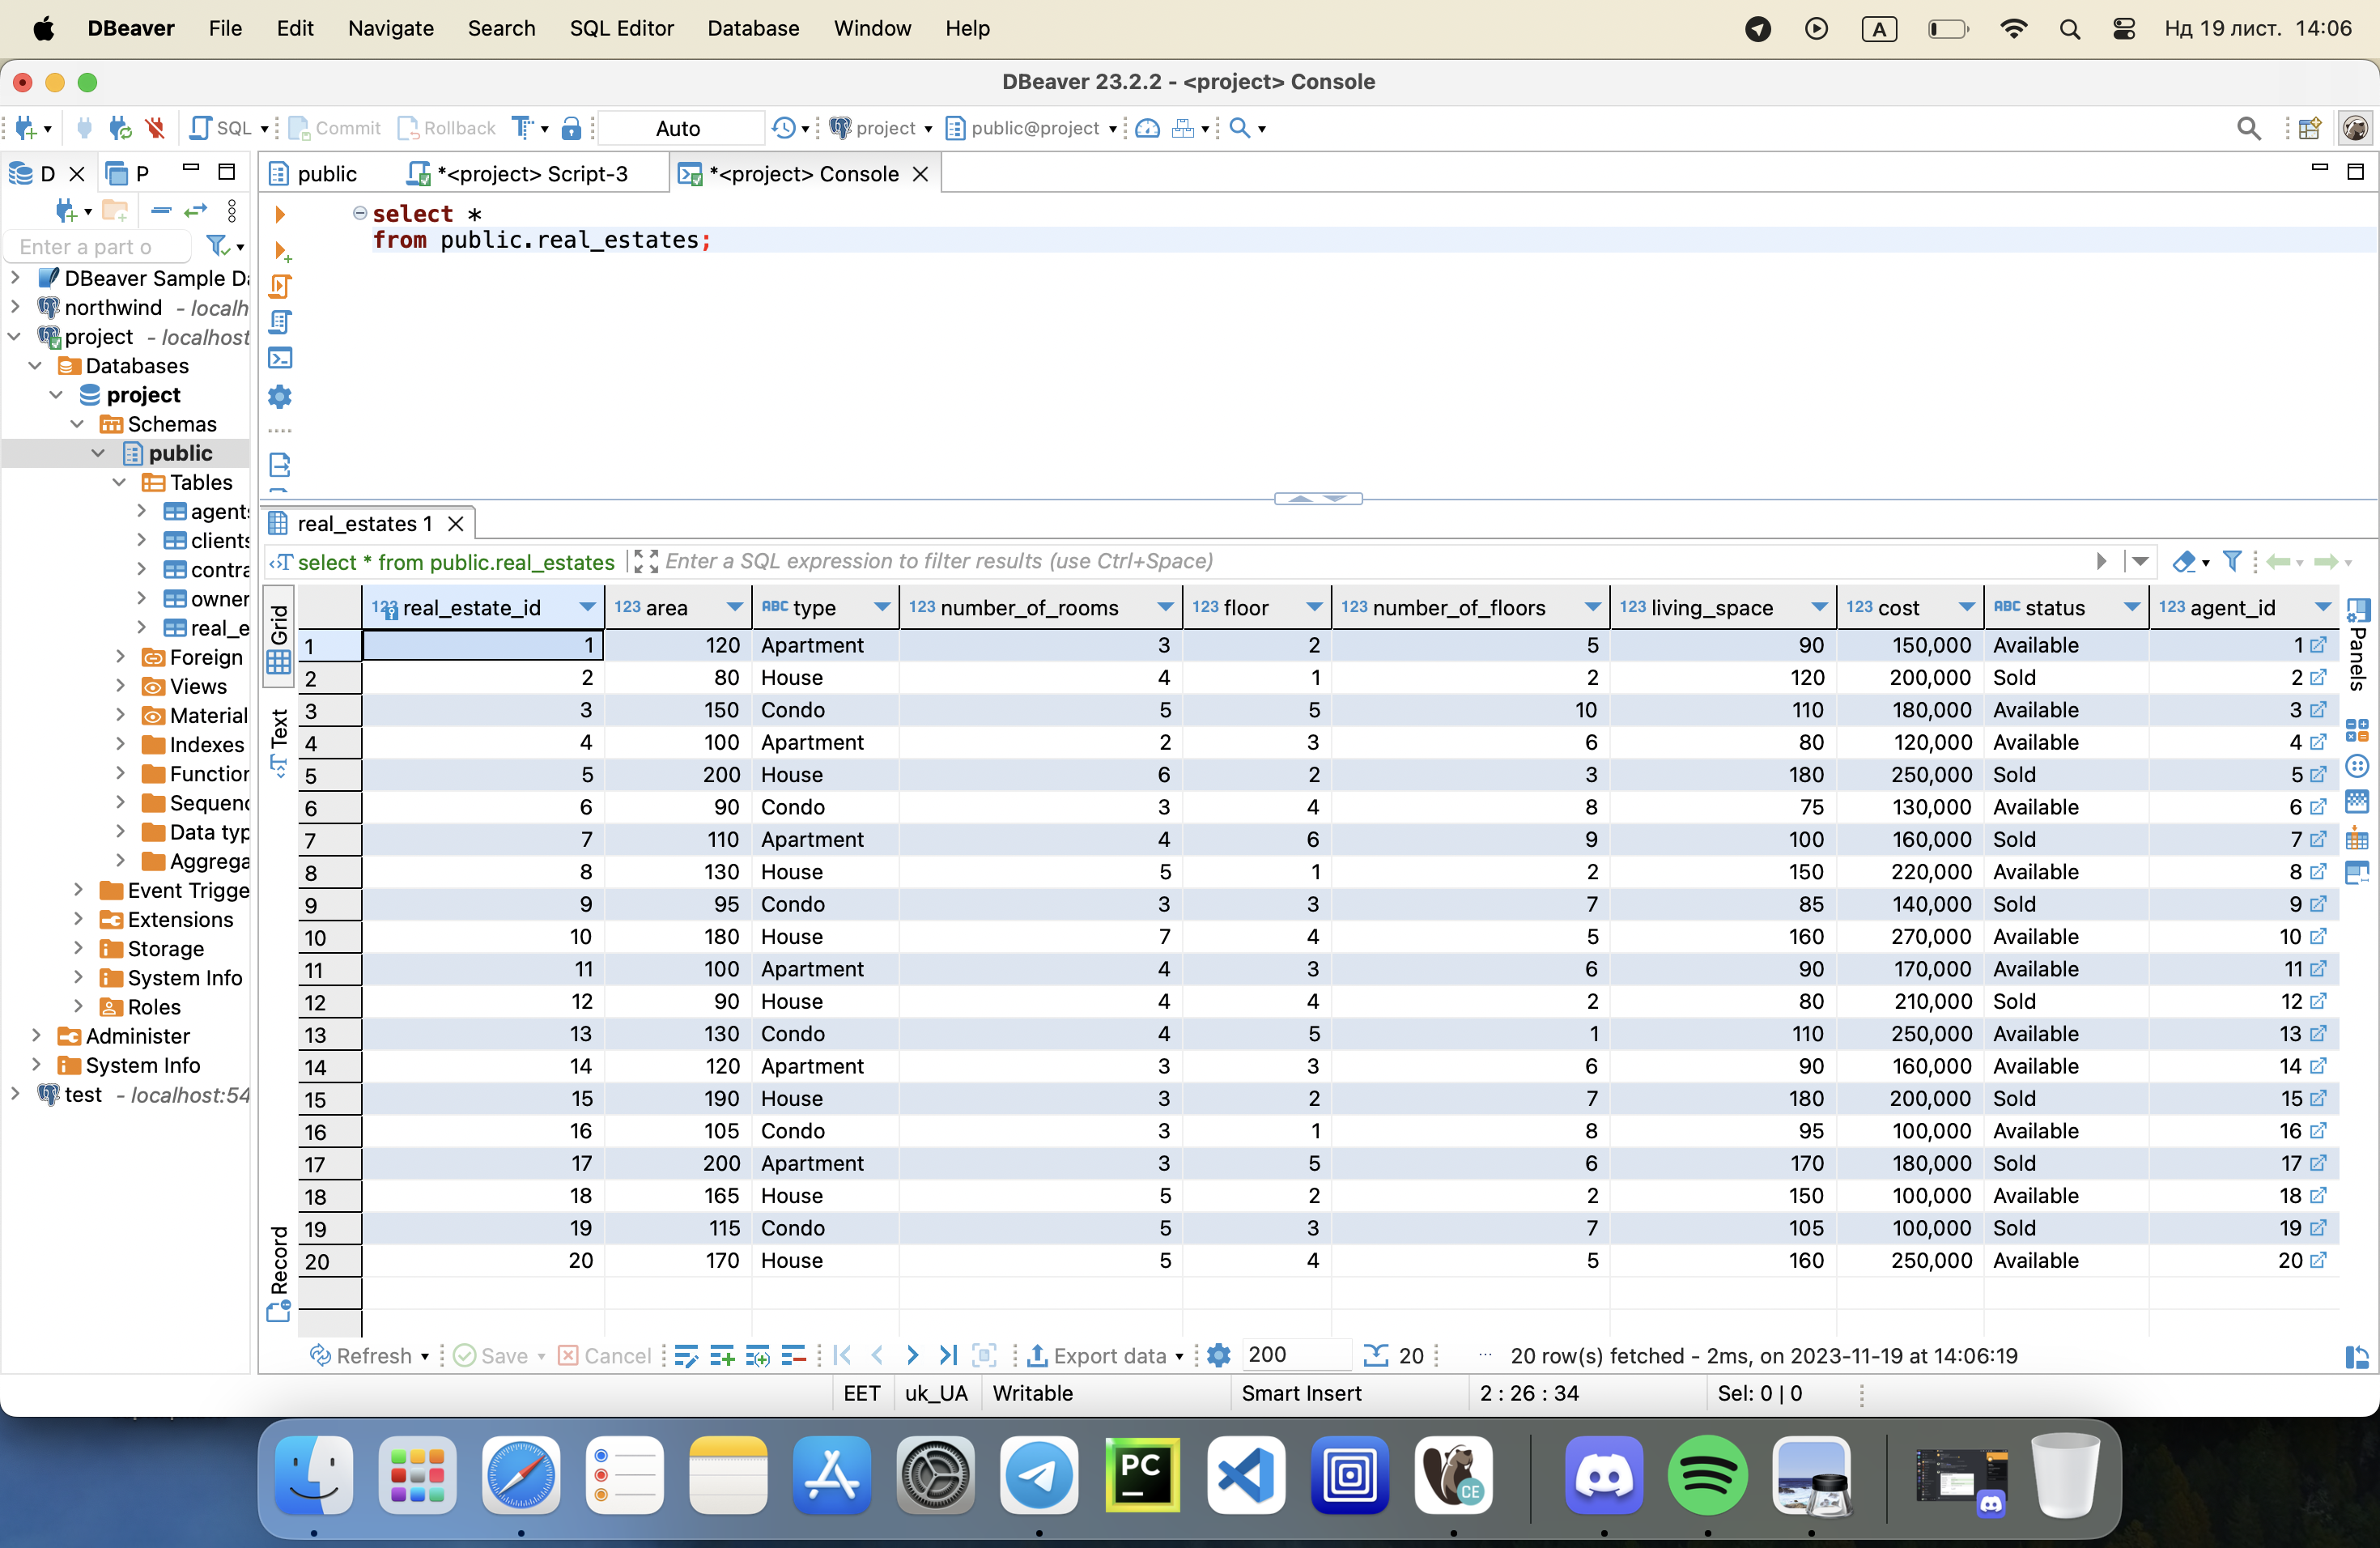 DBeaver File Edit Navigate Search SQL Editor Database Window Help A Нд 19 лист. 14:06
DBeaver 23.2.2 - <project> Console
SQL Commit Rollback Auto project public@project
D P public *<project> Script-3 *<project> Console
select *
from public.real_estates;
Enter a part o
DBeaver Sample Da
northwind - localh
project - localhost
Databases
project
Schemas
public
Tables
agents
clients
contra
owner
real_e
Foreign
Views
Material
Indexes
Function
Sequenc
Data typ
Aggrega
Event Trigge
Extensions
Storage
System Info
Roles
Administer
System Info
test - localhost:54
real_estates 1
select * from public.real_estates Enter a SQL expression to filter results (use Ctrl+Space)
Grid
Text
Record
Panels
123 real_estate_id 123 area ABC type 123 number_of_rooms 123 floor 123 number_of_floors 123 living_space 123 cost ABC status 123 agent_id
1 1 120 Apartment 3 2 5 90 150,000 Available 1
2 2 80 House 4 1 2 120 200,000 Sold 2
3 3 150 Condo 5 5 10 110 180,000 Available 3
4 4 100 Apartment 2 3 6 80 120,000 Available 4
5 5 200 House 6 2 3 180 250,000 Sold 5
6 6 90 Condo 3 4 8 75 130,000 Available 6
7 7 110 Apartment 4 6 9 100 160,000 Sold 7
8 8 130 House 5 1 2 150 220,000 Available 8
9 9 95 Condo 3 3 7 85 140,000 Sold 9
10 10 180 House 7 4 5 160 270,000 Available 10
11 11 100 Apartment 4 3 6 90 170,000 Available 11
12 12 90 House 4 4 2 80 210,000 Sold 12
13 13 130 Condo 4 5 1 110 250,000 Available 13
14 14 120 Apartment 3 3 6 90 160,000 Available 14
15 15 190 House 3 2 7 180 200,000 Sold 15
16 16 105 Condo 3 1 8 95 100,000 Available 16
17 17 200 Apartment 3 5 6 170 180,000 Sold 17
18 18 165 House 5 2 2 150 100,000 Available 18
19 19 115 Condo 5 3 7 105 100,000 Sold 19
20 20 170 House 5 4 5 160 250,000 Available 20
Refresh Save Cancel Export data 200 20 ... 20 row(s) fetched - 2ms, on 2023-11-19 at 14:06:19
EET uk_UA Writable Smart Insert 2 : 26 : 34 Sel: 0 | 0
PC CE